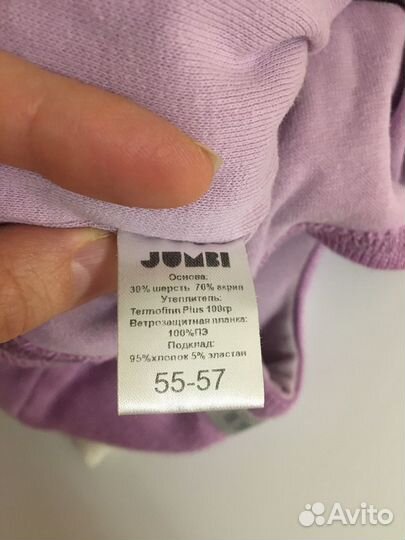 JUMBI
Основа:
30% шерсть 70% акрил
Утеплитель:
Termofinn Plus 100гр
Ветрозащитная планка:
100%ПЭ
Подклад:
95%хлопок 5% эластан
55-57
Avito